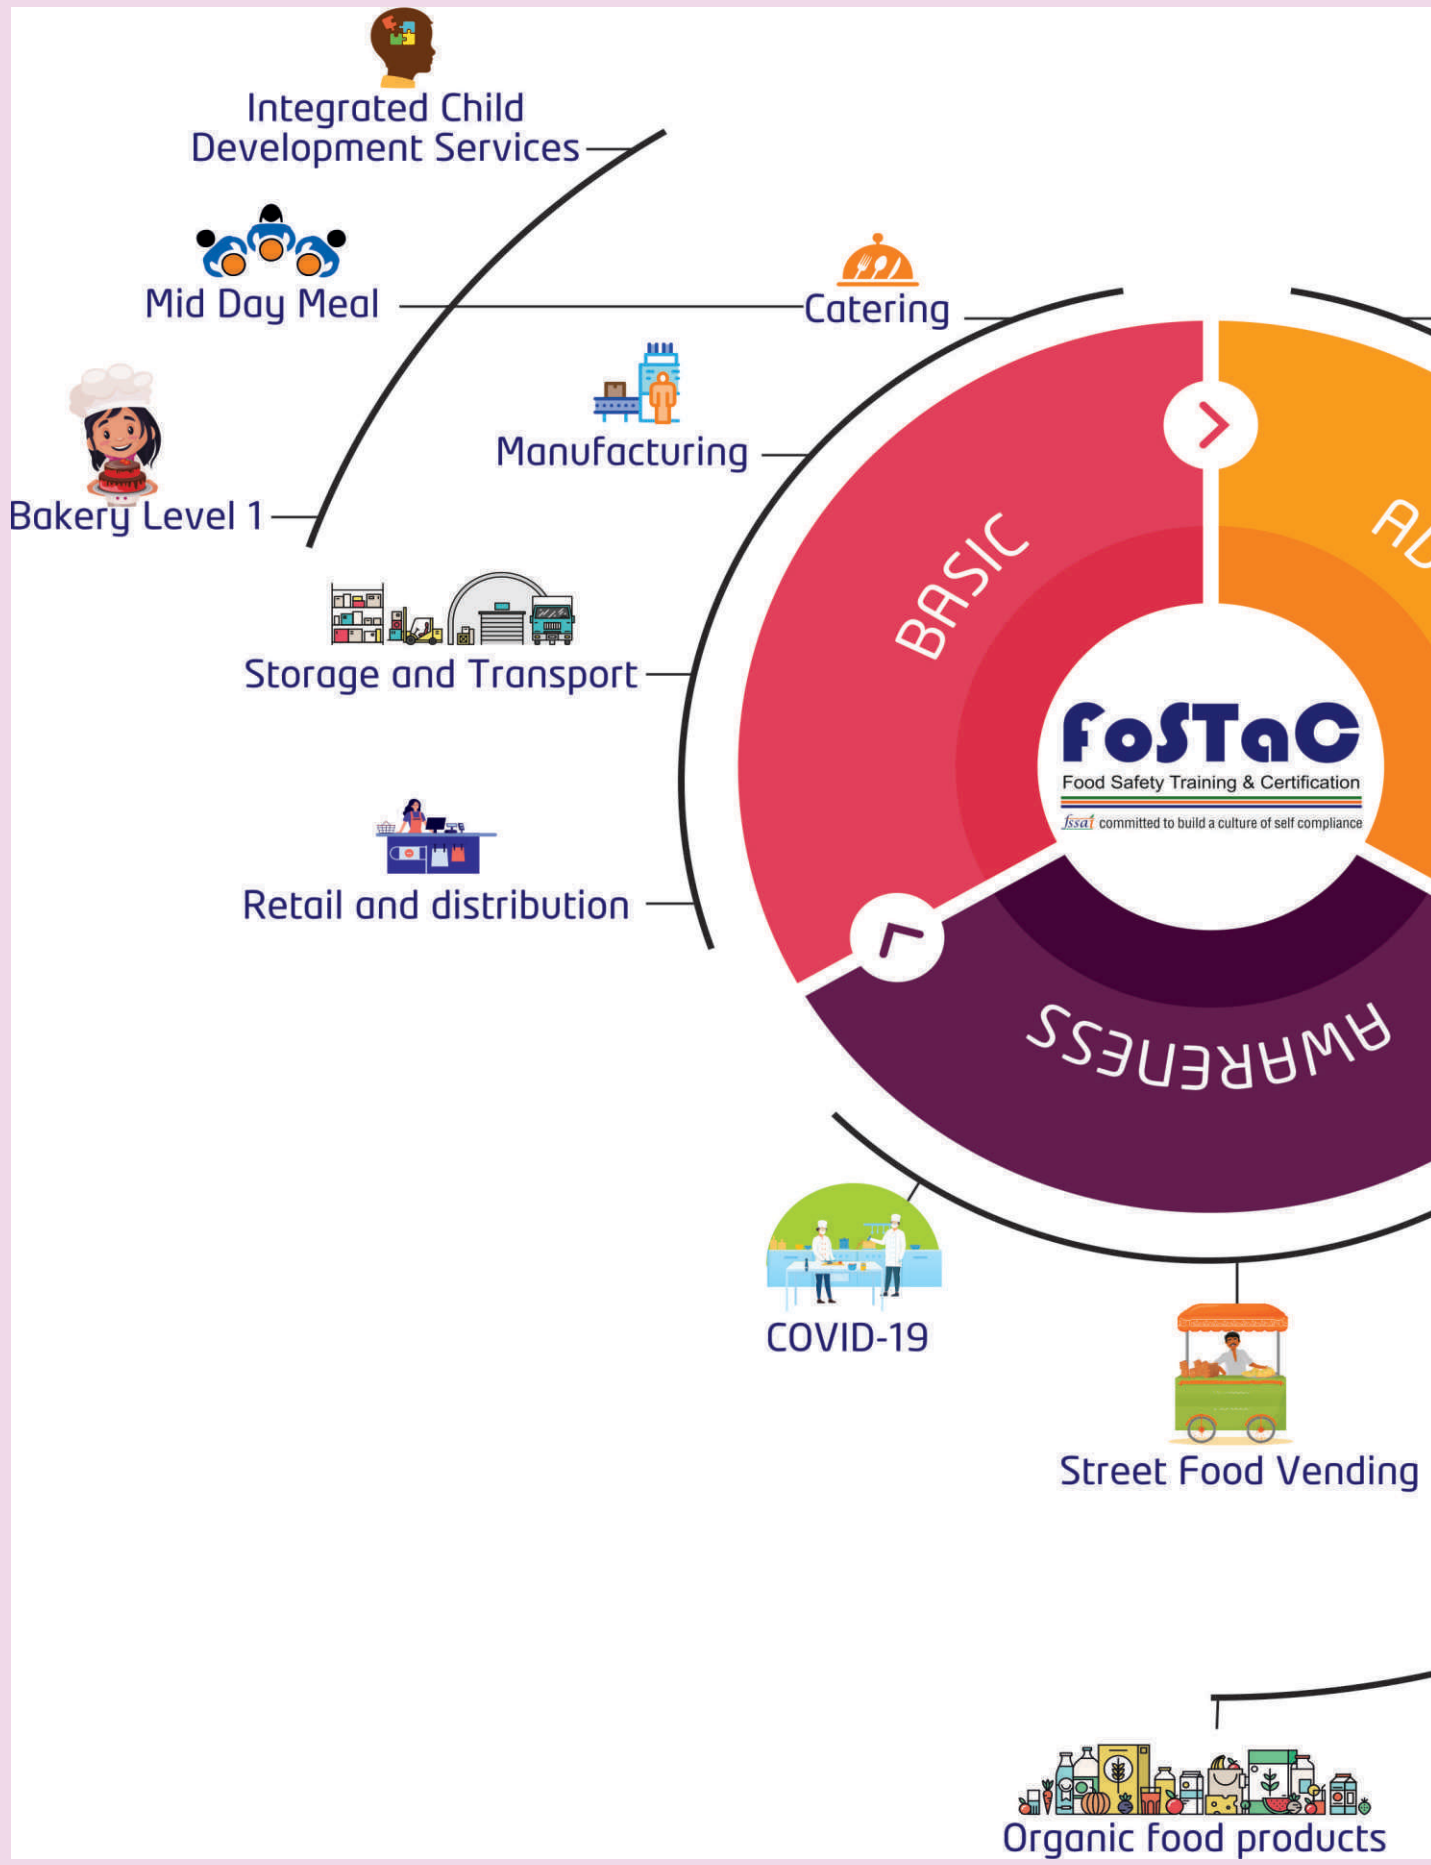 Integrated Child
Development Services
Mid Day Meal
Catering
Manufacturing
Bakery Level 1
BASIC
AD
Storage and Transport
FoSTaC
Food Safety Training & Certification
fssai committed to build a culture of self compliance
Retail and distribution
AWARENESS
COVID-19
Street Food Vending
Organic food products